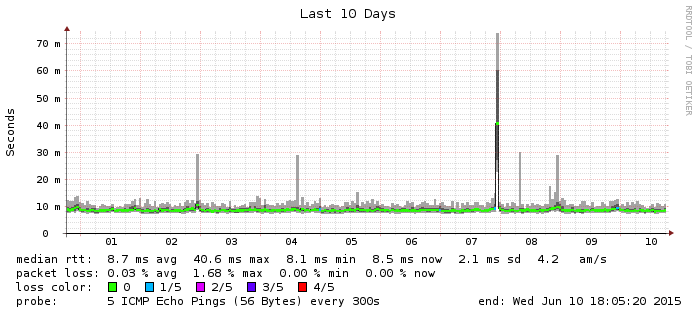 Last 10 Days
RRDTOOL / TOBI OETIKER
Seconds
70 m
60 m
50 m
40 m
30 m
20 m
10 m
0
01 02 03 04 05 06 07 08 09 10
median rtt: 8.7 ms avg 40.6 ms max 8.1 ms min 8.5 ms now 2.1 ms sd 4.2 am/s
packet loss: 0.03 % avg 1.68 % max 0.00 % min 0.00 % now
loss color: 0 1/5 2/5 3/5 4/5
probe: 5 ICMP Echo Pings (56 Bytes) every 300s end: Wed Jun 10 18:05:20 2015